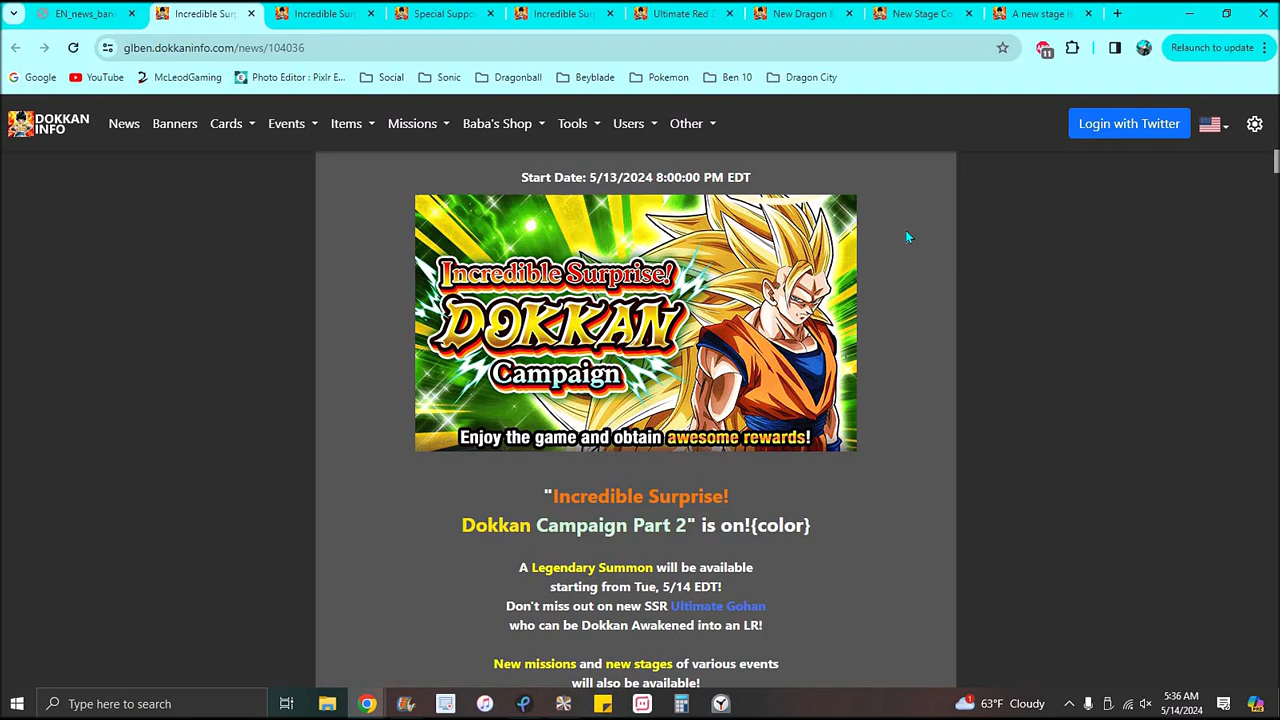 EN_news_ban
Incredible Sur
Incredible Sur
Special Suppo
Incredible Sur
Ultimate Red Z
New Dragon B
New Stage Co
A new stage is
glben.dokkaninfo.com/news/104036
11
Relaunch to update
Google
YouTube
McLeodGaming
Photo Editor : Pixlr E...
Social
Sonic
Dragonball
Beyblade
Pokemon
Ben 10
Dragon City
DOKKAN
INFO
News
Banners
Cards
Events
Items
Missions
Baba's Shop
Tools
Users
Other
Login with Twitter
Start Date: 5/13/2024 8:00:00 PM EDT
Incredible Surprise!
DOKKAN
Campaign
Enjoy the game and obtain awesome rewards!
"Incredible Surprise!
Dokkan Campaign Part 2" is on!{color}
A Legendary Summon will be available
starting from Tue, 5/14 EDT!
Don't miss out on new SSR Ultimate Gohan
who can be Dokkan Awakened into an LR!
New missions and new stages of various events
will also be available!
Type here to search
1
63°F Cloudy
5:36 AM
5/14/2024